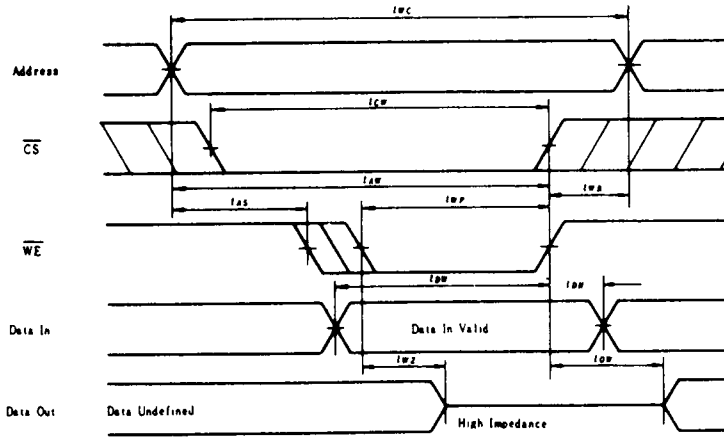 tWC
Address
tCW
CS
tAW
tWR
tAS
tWP
WE
tDW
tDH
Data In
Data In Valid
tWZ
tOW
Data Out
Data Undefined
High Impedance